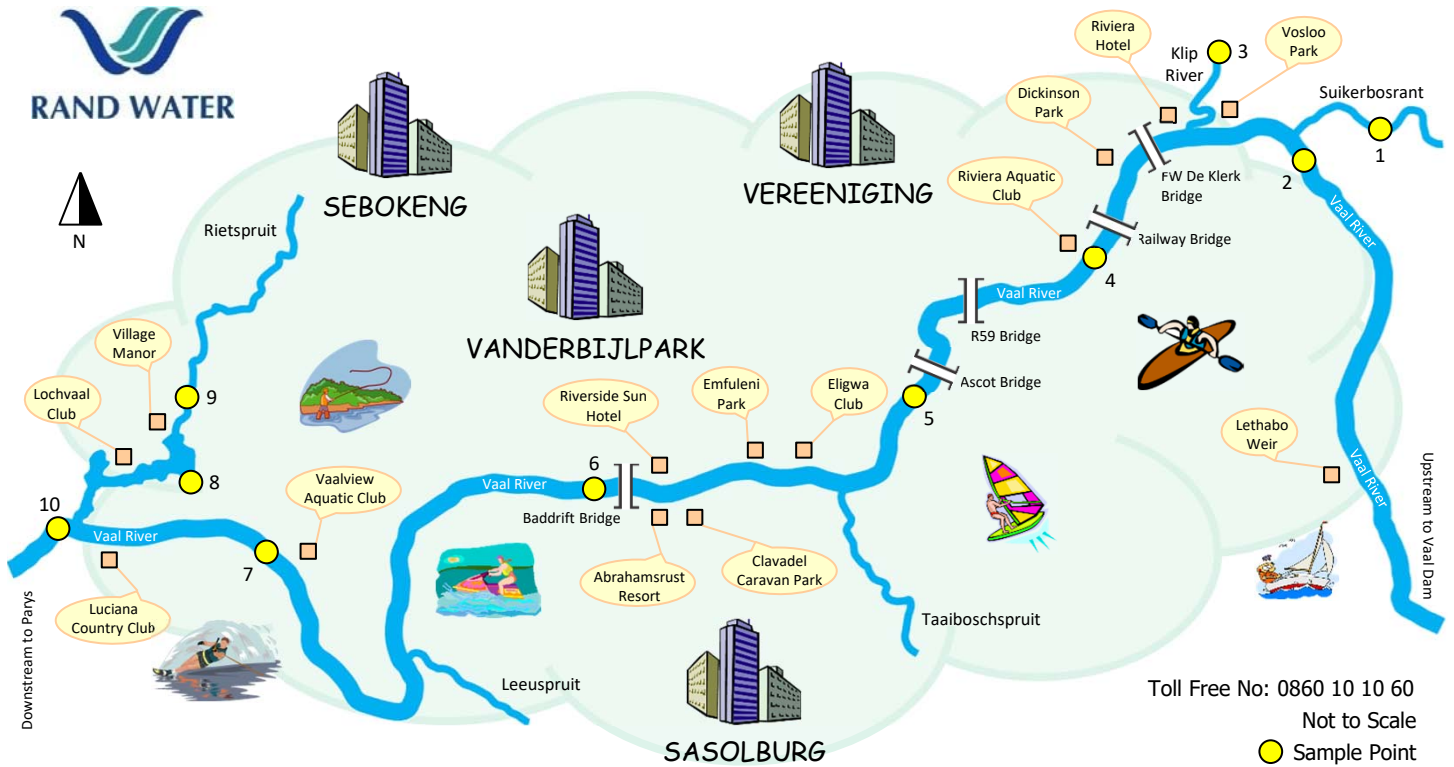 RAND WATER
N
SEBOKENG
VEREENIGING
VANDERBIJLPARK
SASOLBURG
Riviera
Hotel
Vosloo
Park
Klip
River
3
Dickinson
Park
Suikerbosrant
1
2
Riviera Aquatic
Club
FW De Klerk
Bridge
Vaal River
Railway Bridge
4
Vaal River
R59 Bridge
Ascot Bridge
5
Rietspruit
Village
Manor
Lochvaal
Club
9
8
10
Vaal River
7
Vaalview
Aquatic Club
Luciana
Country Club
Riverside Sun
Hotel
Emfuleni
Park
Eligwa
Club
6
Vaal River
Baddrift Bridge
Abrahamsrust
Resort
Clavadel
Caravan Park
Taaiboschspruit
Leeuspruit
Lethabo
Weir
Vaal River
Upstream to Vaal Dam
Downstream to Parys
Toll Free No: 0860 10 10 60
Not to Scale
Sample Point